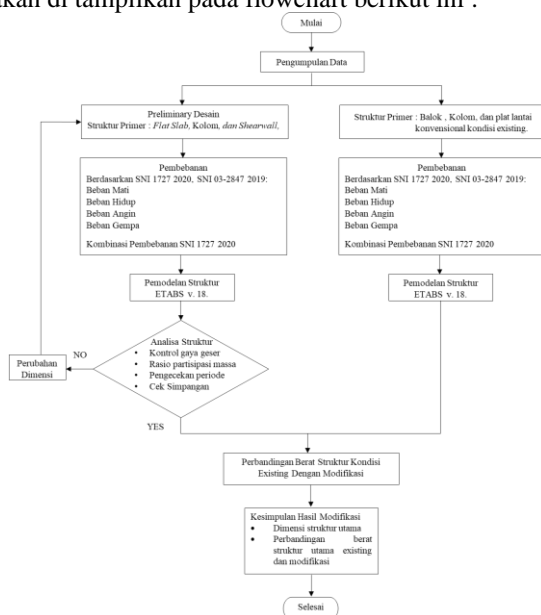 akan di tampilkan pada flowchart berikut ini :
Mulai
Pengumpulan Data
Preliminary Desain
Struktur Primer : Flat Slab, Kolom, dan Shearwall,
Struktur Primer : Balok , Kolom, dan plat lantai
konvensional kondisi existing.
Pembebanan
Berdasarkan SNI 1727 2020, SNI 03-2847 2019:
Beban Mati
Beban Hidup
Beban Angin
Beban Gempa
Kombinasi Pembebanan SNI 1727 2020
Pembebanan
Berdasarkan SNI 1727 2020, SNI 03-2847 2019:
Beban Mati
Beban Hidup
Beban Angin
Beban Gempa
Kombinasi Pembebanan SNI 1727 2020
Pemodelan Struktur
ETABS v. 18.
Pemodelan Struktur
ETABS v. 18.
Analisa Struktur
• Kontrol gaya geser
• Rasio partisipasi massa
• Pengecekan periode
• Cek Simpangan
NO
Perubahan
Dimensi
YES
Perbandingan Berat Struktur Kondisi
Existing Dengan Modifikasi
Kesimpulan Hasil Modifikasi
• Dimensi struktur utama
• Perbandingan berat
struktur utama existing
dan modifikasi
Selesai